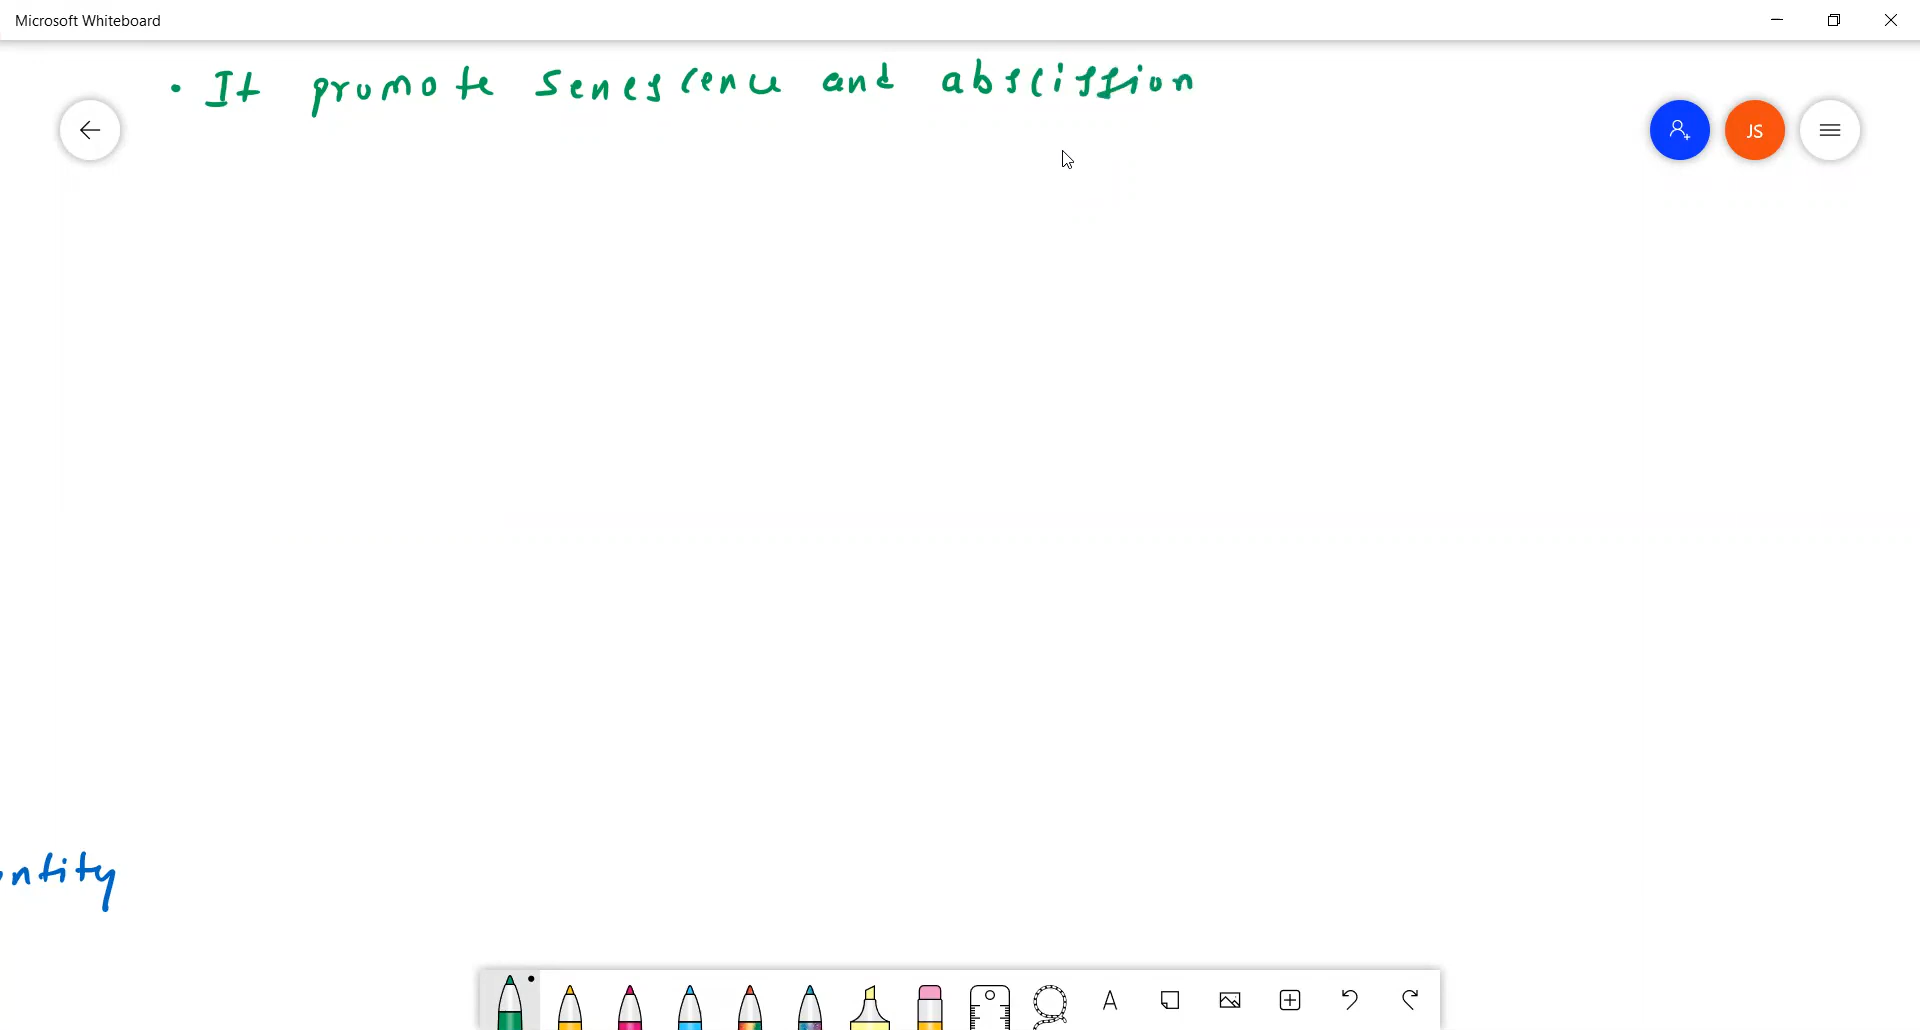 Microsoft Whiteboard
• It promote senescence and abscission
JS
ntity
A